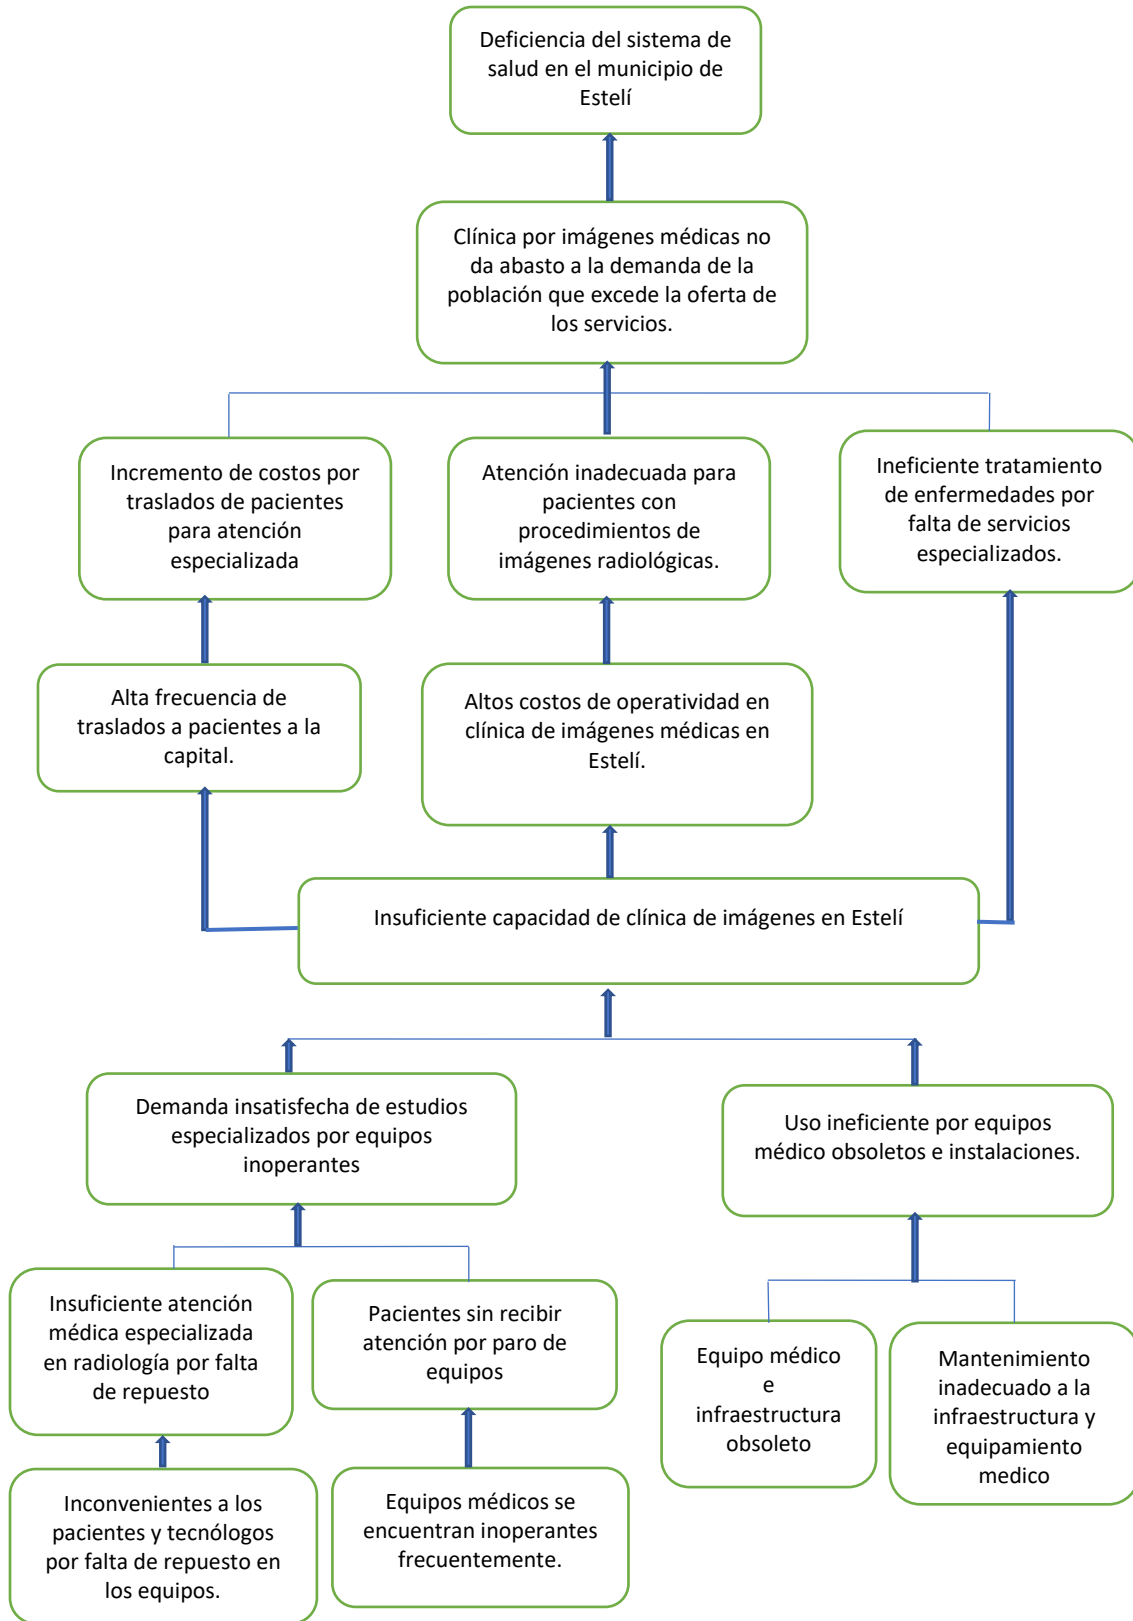 Deficiencia del sistema de
salud en el municipio de
Estelí
Clínica por imágenes médicas no
da abasto a la demanda de la
población que excede la oferta de
los servicios.
Incremento de costos por
traslados de pacientes
para atención
especializada
Atención inadecuada para
pacientes con
procedimientos de
imágenes radiológicas.
Ineficiente tratamiento
de enfermedades por
falta de servicios
especializados.
Alta frecuencia de
traslados a pacientes a la
capital.
Altos costos de operatividad en
clínica de imágenes médicas en
Estelí.
Insuficiente capacidad de clínica de imágenes en Estelí
Demanda insatisfecha de estudios
especializados por equipos
inoperantes
Uso ineficiente por equipos
médico obsoletos e instalaciones.
Insuficiente atención
médica especializada
en radiología por falta
de repuesto
Pacientes sin recibir
atención por paro de
equipos
Equipo médico
e
infraestructura
obsoleto
Mantenimiento
inadecuado a la
infraestructura y
equipamiento
medico
Inconvenientes a los
pacientes y tecnólogos
por falta de repuesto en
los equipos.
Equipos médicos se
encuentran inoperantes
frecuentemente.